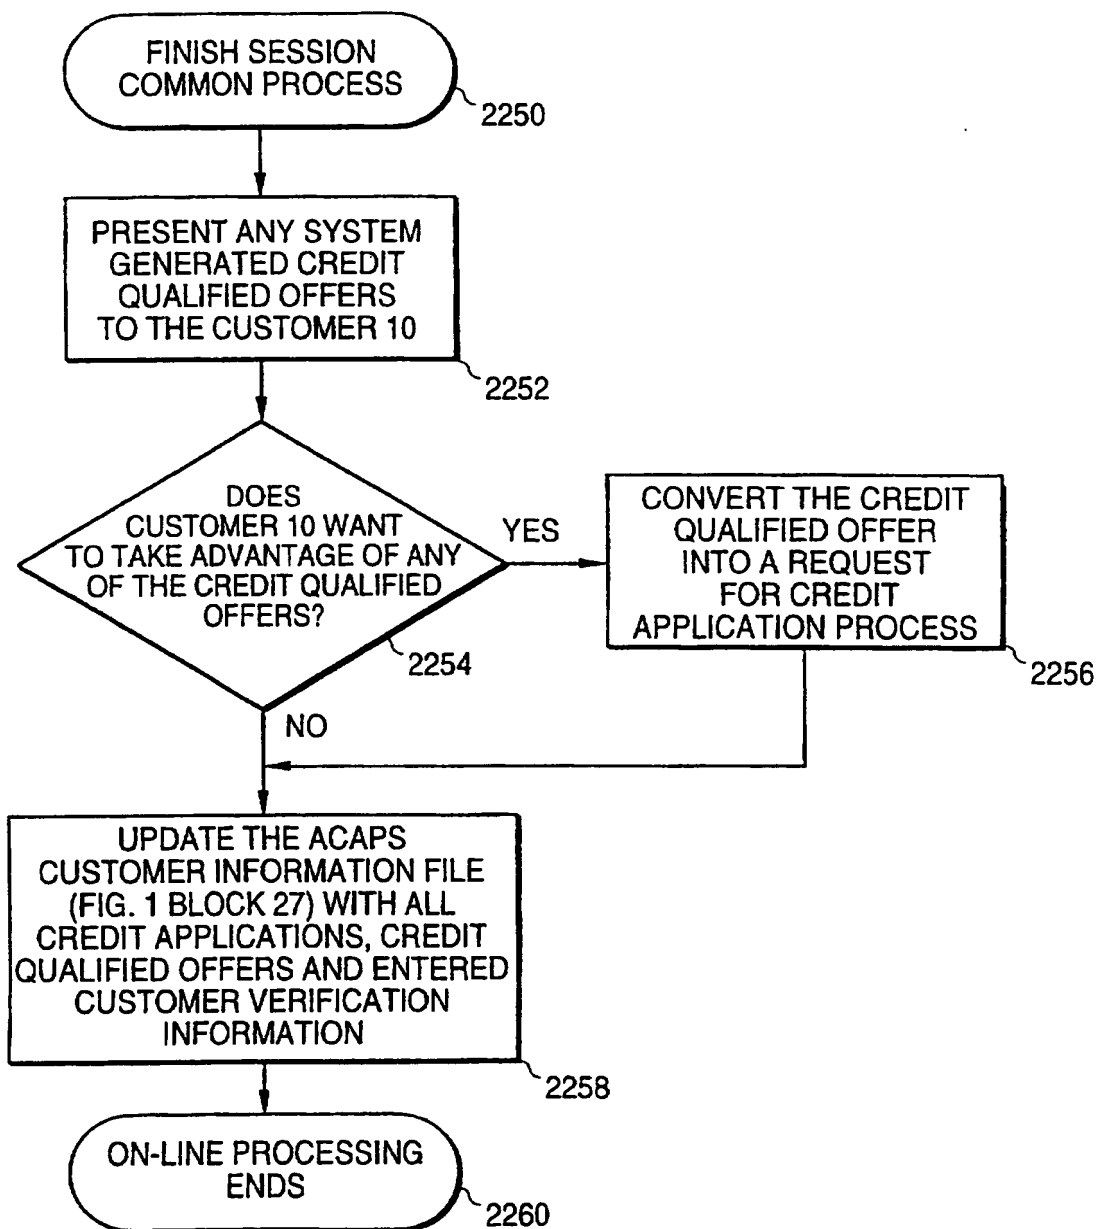 FINISH SESSION
COMMON PROCESS
2250
PRESENT ANY SYSTEM
GENERATED CREDIT
QUALIFIED OFFERS
TO THE CUSTOMER 10
2252
DOES
CUSTOMER 10 WANT
TO TAKE ADVANTAGE OF ANY
OF THE CREDIT QUALIFIED
OFFERS?
2254
YES
CONVERT THE CREDIT
QUALIFIED OFFER
INTO A REQUEST
FOR CREDIT
APPLICATION PROCESS
2256
NO
UPDATE THE ACAPS
CUSTOMER INFORMATION FILE
(FIG. 1 BLOCK 27) WITH ALL
CREDIT APPLICATIONS, CREDIT
QUALIFIED OFFERS AND ENTERED
CUSTOMER VERIFICATION
INFORMATION
2258
ON-LINE PROCESSING
ENDS
2260